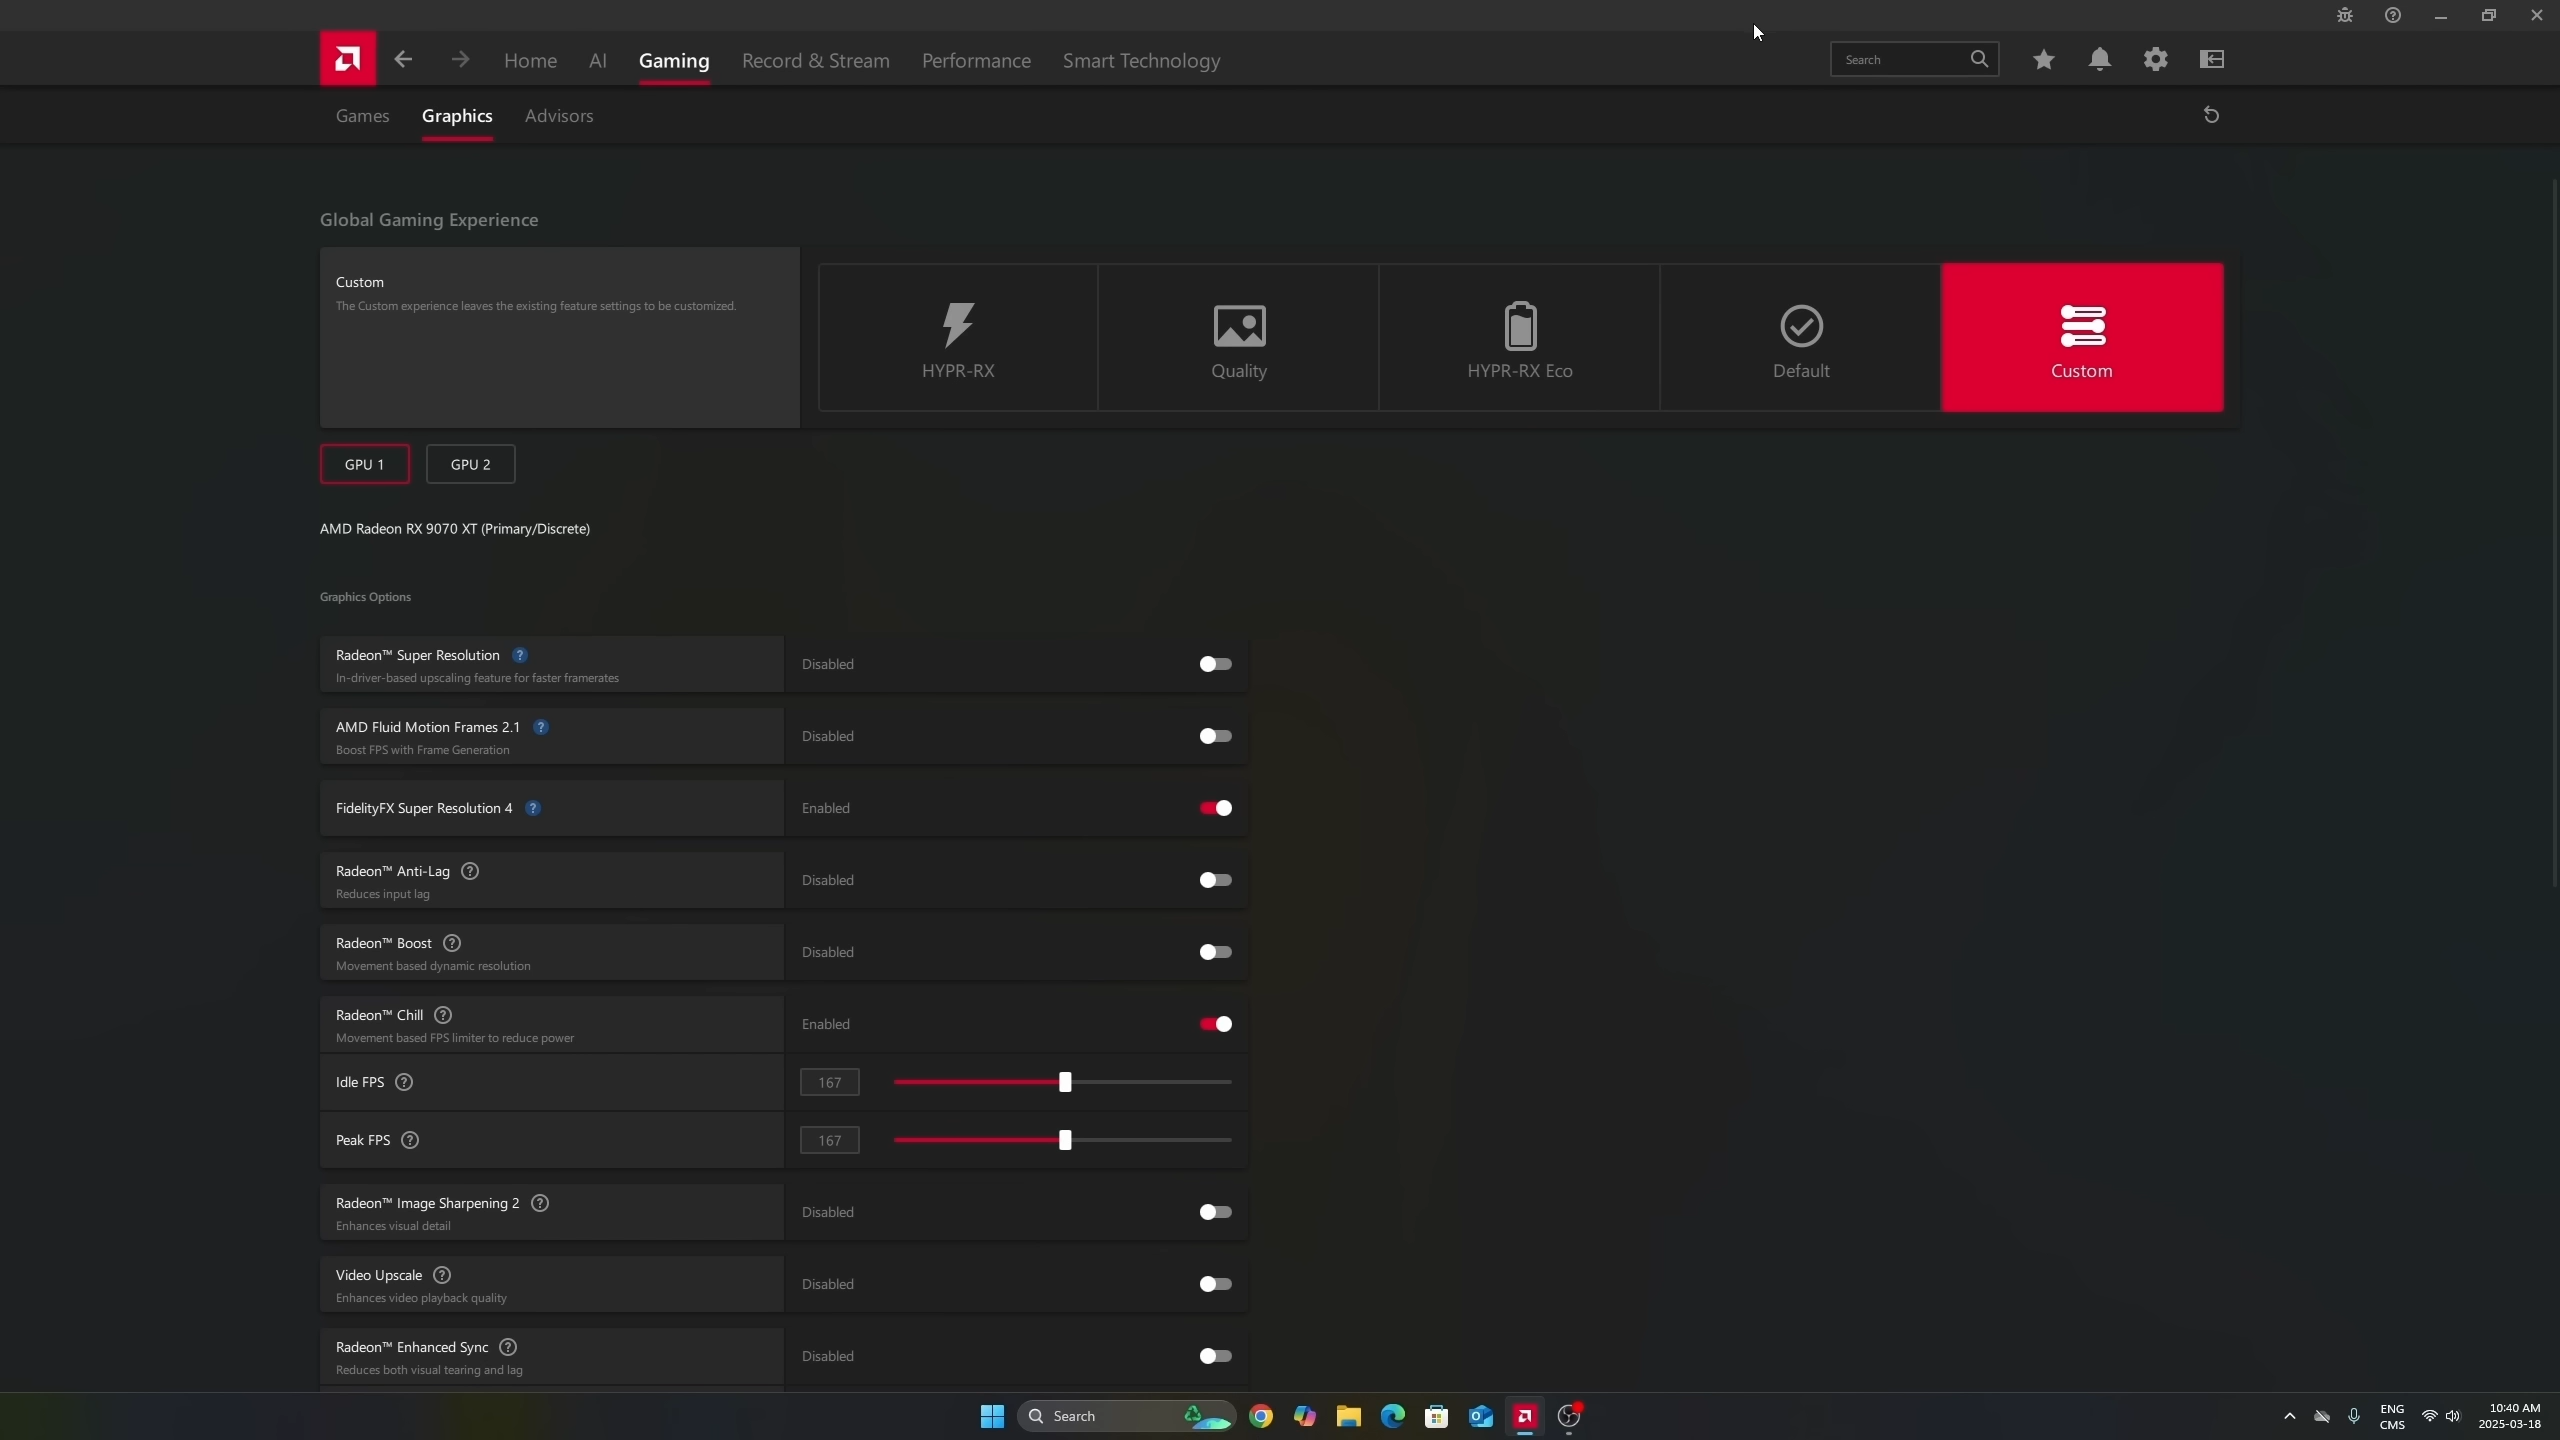 Home
AI
Gaming
Record & Stream
Performance
Smart Technology
Search
Games
Graphics
Advisors
Global Gaming Experience
Custom
The Custom experience leaves the existing feature settings to be customized.
HYPR-RX
Quality
HYPR-RX Eco
Default
Custom
GPU 1
GPU 2
AMD Radeon RX 9070 XT (Primary/Discrete)
Graphics Options
Radeon™ Super Resolution ?
In-driver-based upscaling feature for faster framerates
Disabled
AMD Fluid Motion Frames 2.1 ?
Boost FPS with Frame Generation
Disabled
FidelityFX Super Resolution 4 ?
Enabled
Radeon™ Anti-Lag ?
Reduces input lag
Disabled
Radeon™ Boost ?
Movement based dynamic resolution
Disabled
Radeon™ Chill ?
Movement based FPS limiter to reduce power
Enabled
Idle FPS ?
167
Peak FPS ?
167
Radeon™ Image Sharpening 2 ?
Enhances visual detail
Disabled
Video Upscale ?
Enhances video playback quality
Disabled
Radeon™ Enhanced Sync ?
Reduces both visual tearing and lag
Disabled
Search
ENG
CMS
10:40 AM
2025-03-18